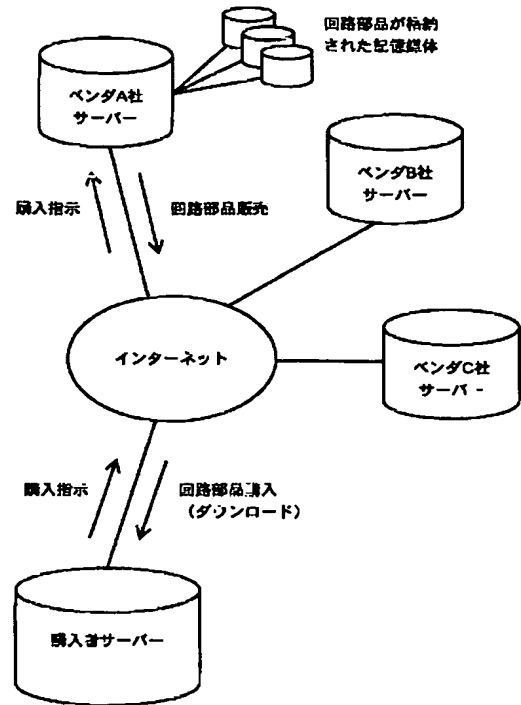 回路部品が格納
された記憶媒体
ベンダA社
サーバー
ベンダB社
サーバー
購入指示
回路部品販売
インターネット
ベンダC社
サーバー
購入指示
回路部品購入
(ダウンロード)
購入者サーバー